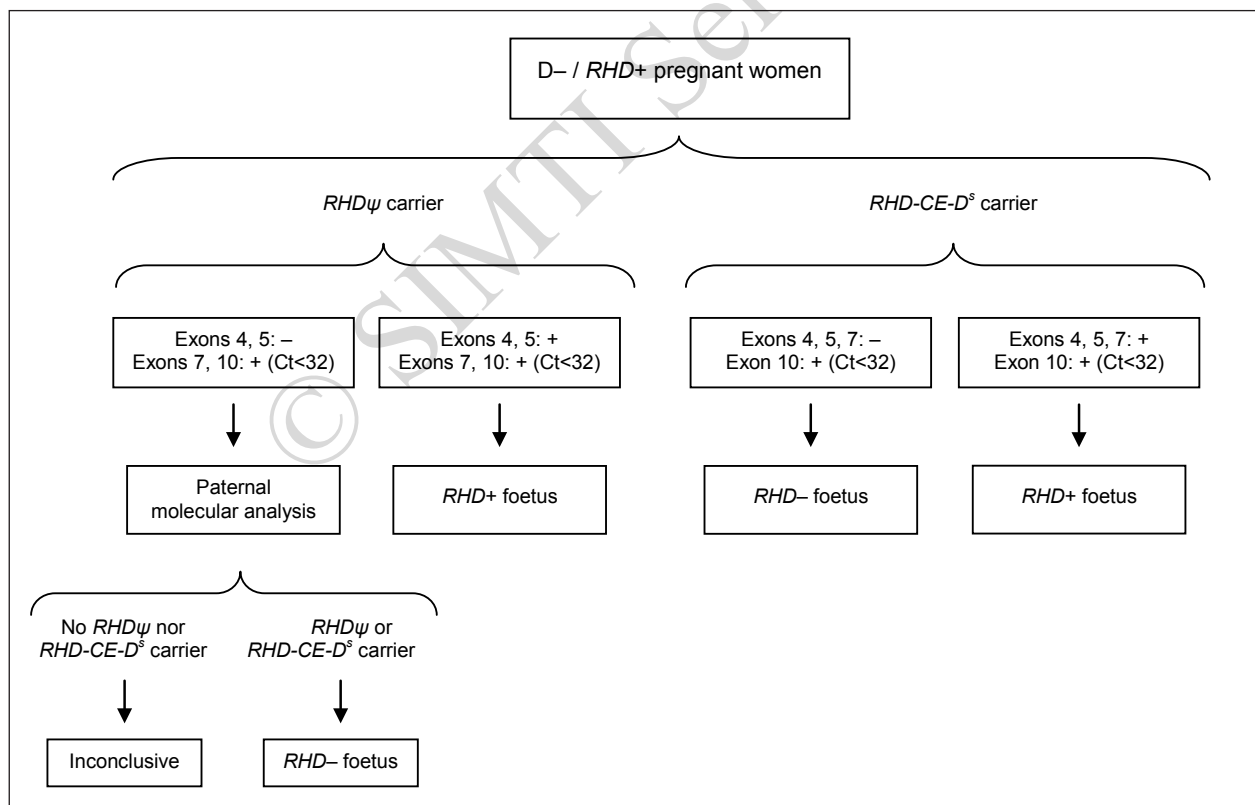 D– / RHD+ pregnant women
RHDψ carrier
RHD-CE-Dˢ carrier
Exons 4, 5: –
Exons 7, 10: + (Ct<32)
Exons 4, 5: +
Exons 7, 10: + (Ct<32)
Exons 4, 5, 7: –
Exon 10: + (Ct<32)
Exons 4, 5, 7: +
Exon 10: + (Ct<32)
Paternal
molecular analysis
RHD+ foetus
RHD– foetus
RHD+ foetus
No RHDψ nor
RHD-CE-Dˢ carrier
RHDψ or
RHD-CE-Dˢ carrier
Inconclusive
RHD– foetus
© SIMTI